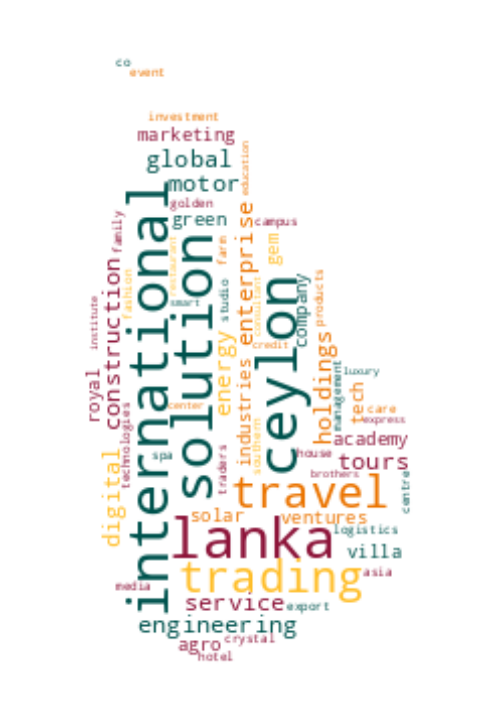 co
event
investment
marketing
global
education
motor
international
golden
family
green
campus
enterprise
solution
gem
farm
restaurant
construction
fashion
ceylon
company
products
studio
consultant
smart
institute
energy
credit
holdings
industries
royal
luxury
management
tech
center
care
express
technologies
academy
southern
digital
spa
traders
house
tours
brothers
centre
travel
solar
ventures
lanka
logistics
villa
trading
asia
media
service
export
engineering
agro
crystal
hotel